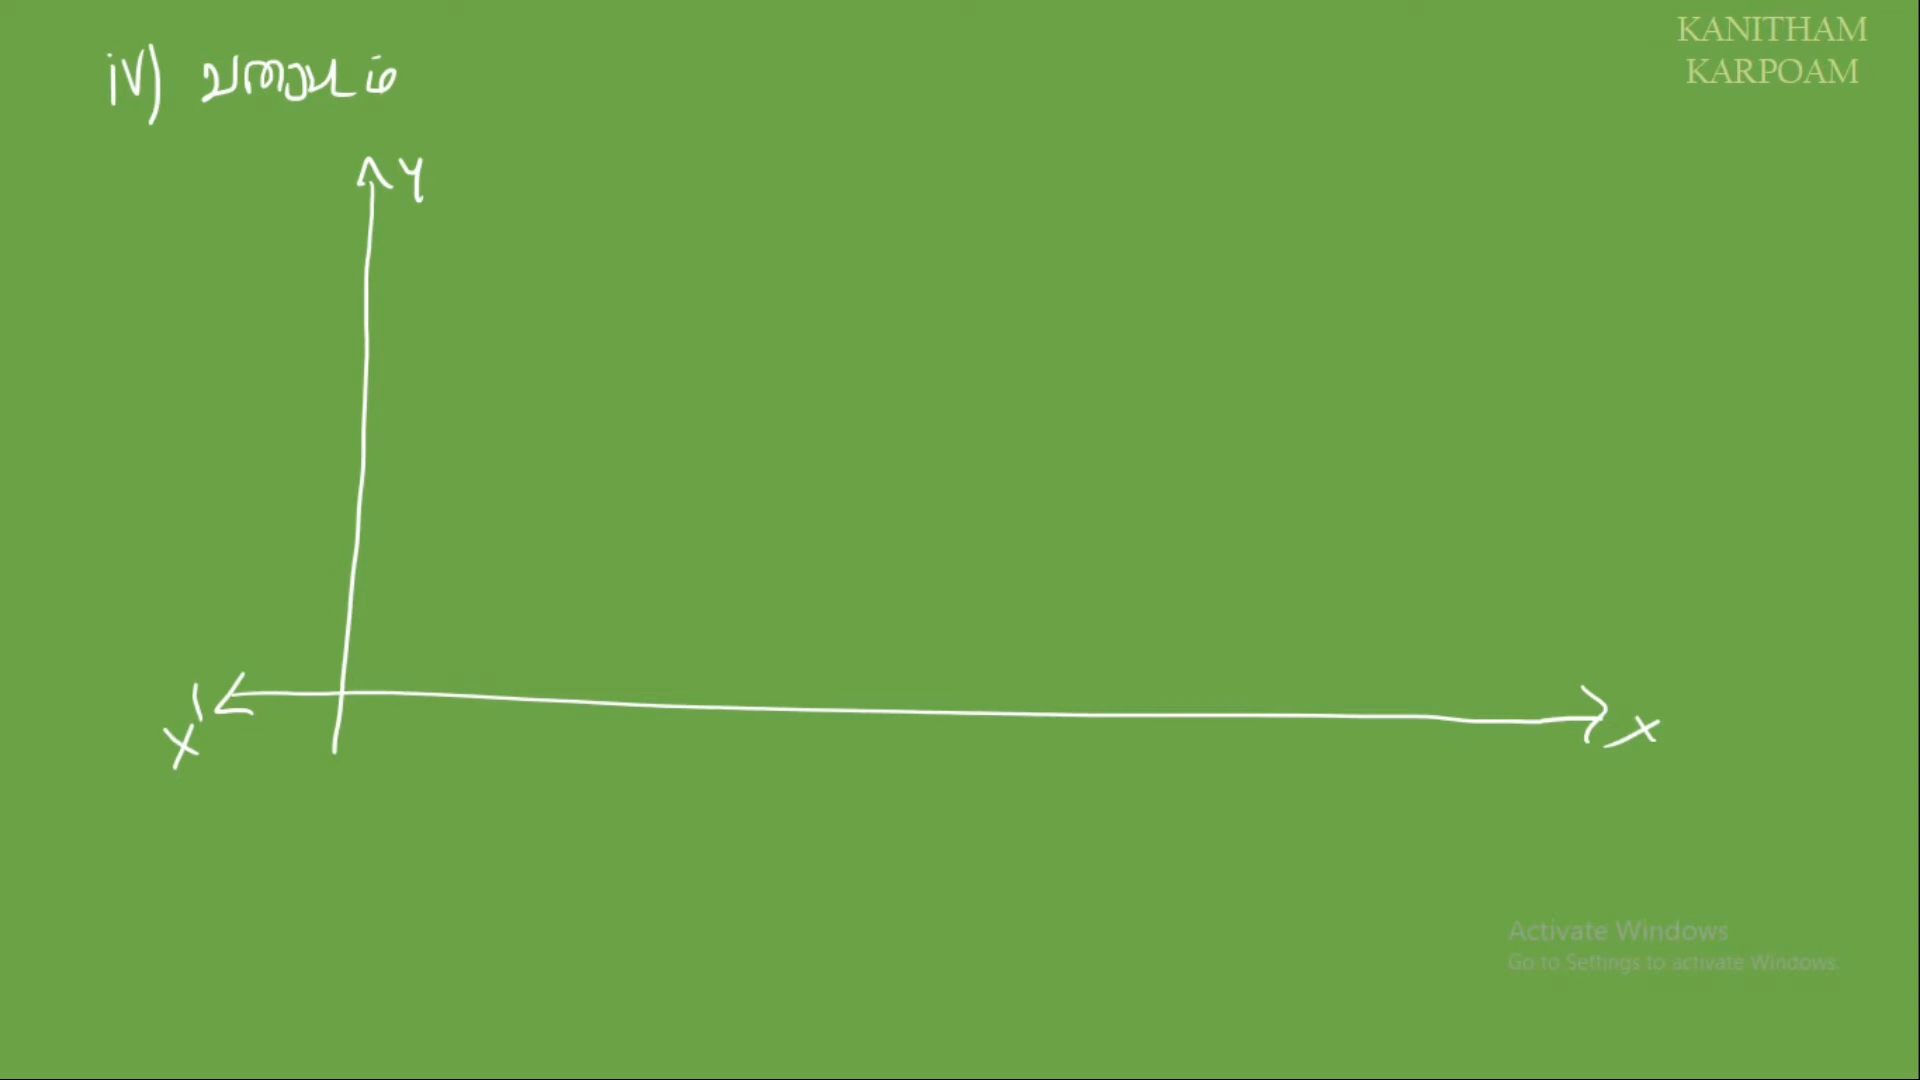 KANITHAM
KARPOAM
iv) வரைபடம்
Y
X'
X
Activate Windows
Go to Settings to activate Windows.